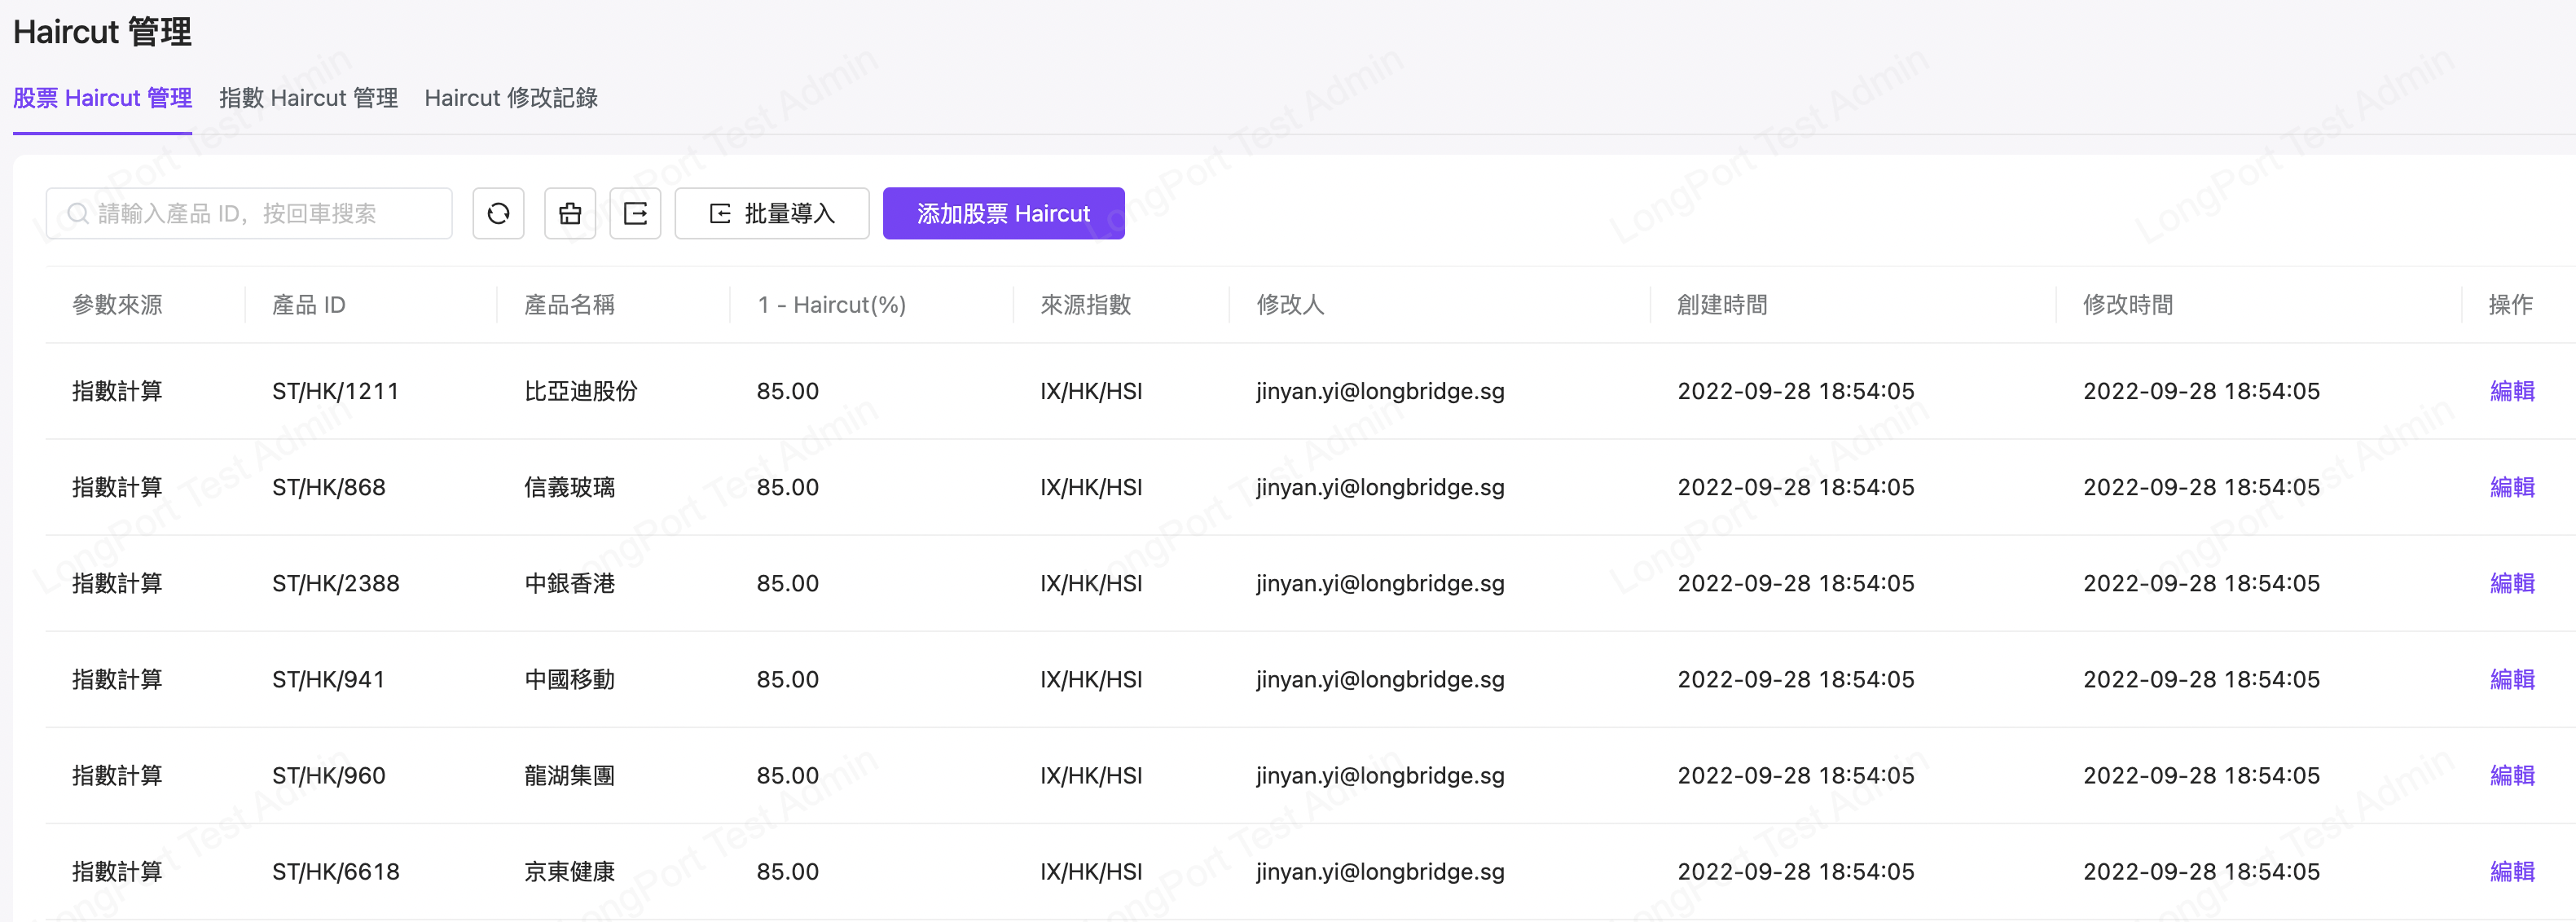 Haircut 管理
股票 Haircut 管理 指數 Haircut 管理 Haircut 修改記錄
請輸入產品 ID，按回車搜索 批量導入 添加股票 Haircut
參數來源 產品 ID 產品名稱 1 - Haircut(%) 來源指數 修改人 創建時間 修改時間 操作
指數計算 ST/HK/1211 比亞迪股份 85.00 IX/HK/HSI jinyan.yi@longbridge.sg 2022-09-28 18:54:05 2022-09-28 18:54:05 編輯
指數計算 ST/HK/868 信義玻璃 85.00 IX/HK/HSI jinyan.yi@longbridge.sg 2022-09-28 18:54:05 2022-09-28 18:54:05 編輯
指數計算 ST/HK/2388 中銀香港 85.00 IX/HK/HSI jinyan.yi@longbridge.sg 2022-09-28 18:54:05 2022-09-28 18:54:05 編輯
指數計算 ST/HK/941 中國移動 85.00 IX/HK/HSI jinyan.yi@longbridge.sg 2022-09-28 18:54:05 2022-09-28 18:54:05 編輯
指數計算 ST/HK/960 龍湖集團 85.00 IX/HK/HSI jinyan.yi@longbridge.sg 2022-09-28 18:54:05 2022-09-28 18:54:05 編輯
指數計算 ST/HK/6618 京東健康 85.00 IX/HK/HSI jinyan.yi@longbridge.sg 2022-09-28 18:54:05 2022-09-28 18:54:05 編輯
LongPort Test Admin